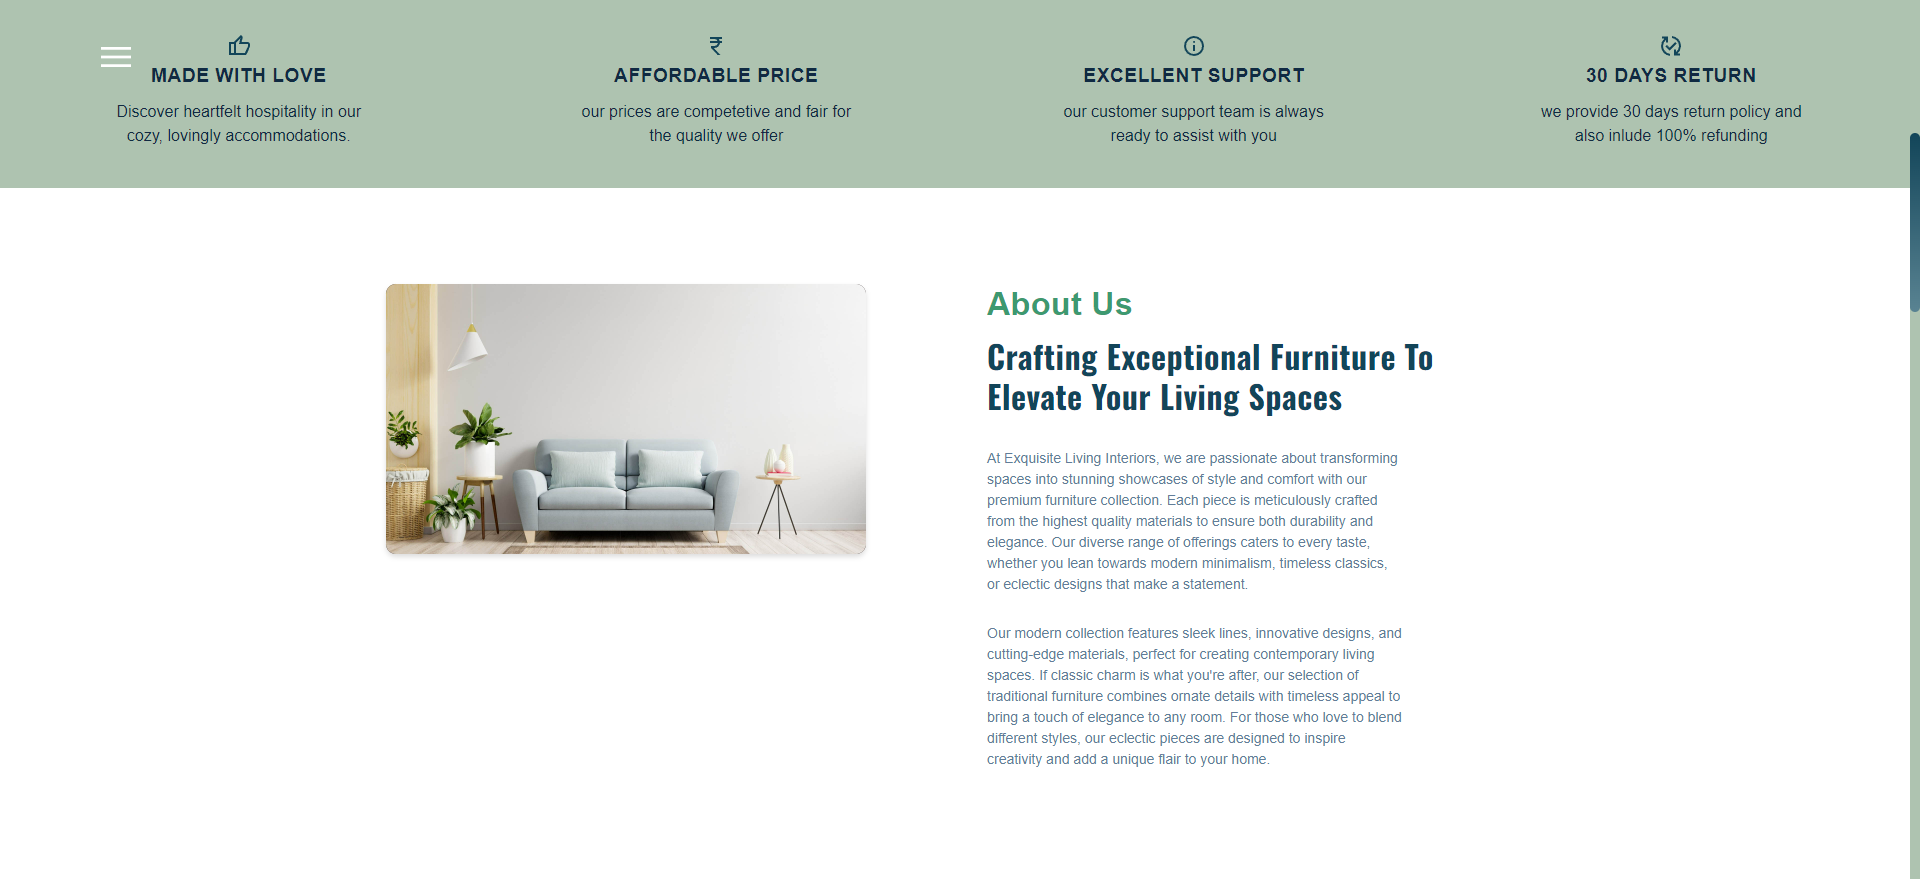 MADE WITH LOVE
Discover heartfelt hospitality in our
cozy, lovingly accommodations.
AFFORDABLE PRICE
our prices are competetive and fair for
the quality we offer
EXCELLENT SUPPORT
our customer support team is always
ready to assist with you
30 DAYS RETURN
we provide 30 days return policy and
also inlude 100% refunding
About Us
Crafting Exceptional Furniture To
Elevate Your Living Spaces
At Exquisite Living Interiors, we are passionate about transforming
spaces into stunning showcases of style and comfort with our
premium furniture collection. Each piece is meticulously crafted
from the highest quality materials to ensure both durability and
elegance. Our diverse range of offerings caters to every taste,
whether you lean towards modern minimalism, timeless classics,
or eclectic designs that make a statement.
Our modern collection features sleek lines, innovative designs, and
cutting-edge materials, perfect for creating contemporary living
spaces. If classic charm is what you're after, our selection of
traditional furniture combines ornate details with timeless appeal to
bring a touch of elegance to any room. For those who love to blend
different styles, our eclectic pieces are designed to inspire
creativity and add a unique flair to your home.